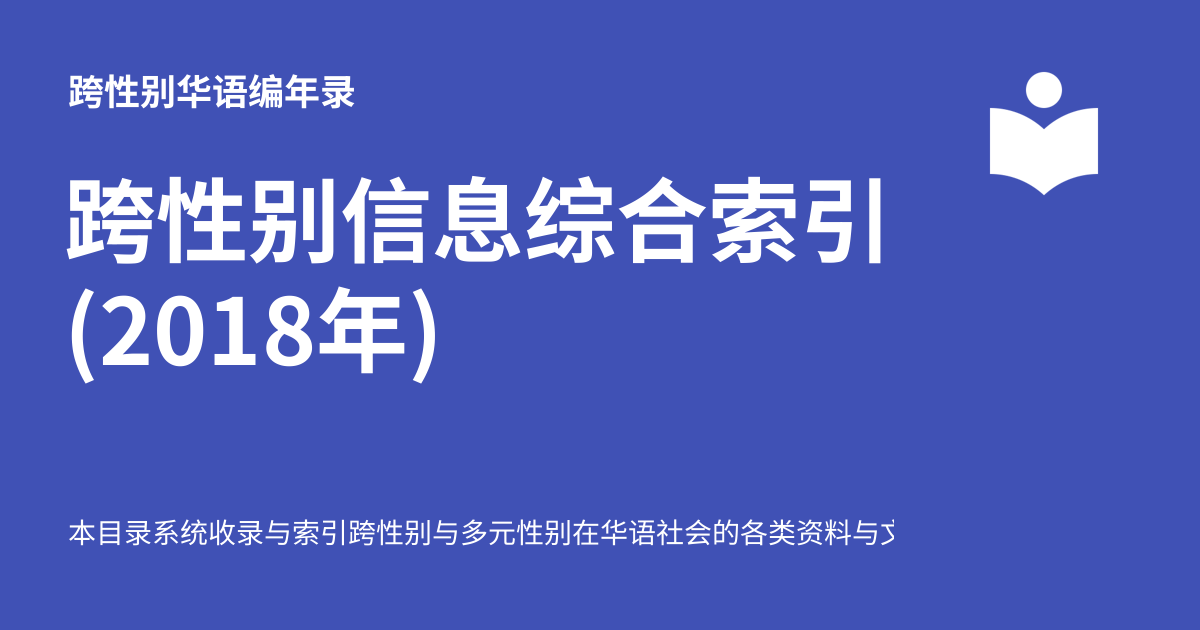 跨性别华语编年录
跨性别信息综合索引
(2018年)
本目录系统收录与索引跨性别与多元性别在华语社会的各类资料与